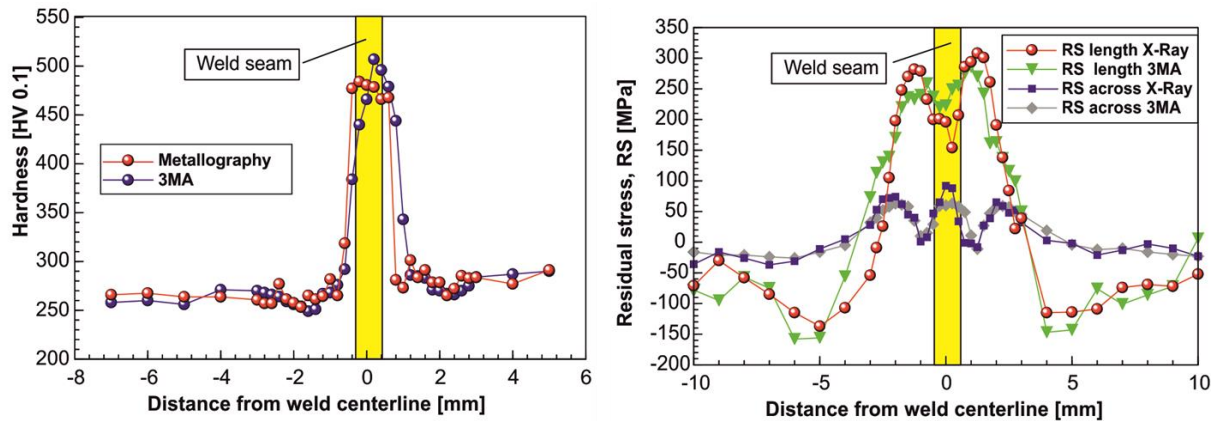 550
500
450
400
350
300
250
200
Hardness [HV 0.1]
Weld seam
Metallography
3MA
-8 -6 -4 -2 0 2 4 6
Distance from weld centerline [mm]
350
300
250
200
150
100
50
0
-50
-100
-150
-200
Residual stress, RS [MPa]
Weld seam
RS length X-Ray
RS length 3MA
RS across X-Ray
RS across 3MA
-10 -5 0 5 10
Distance from weld centerline [mm]